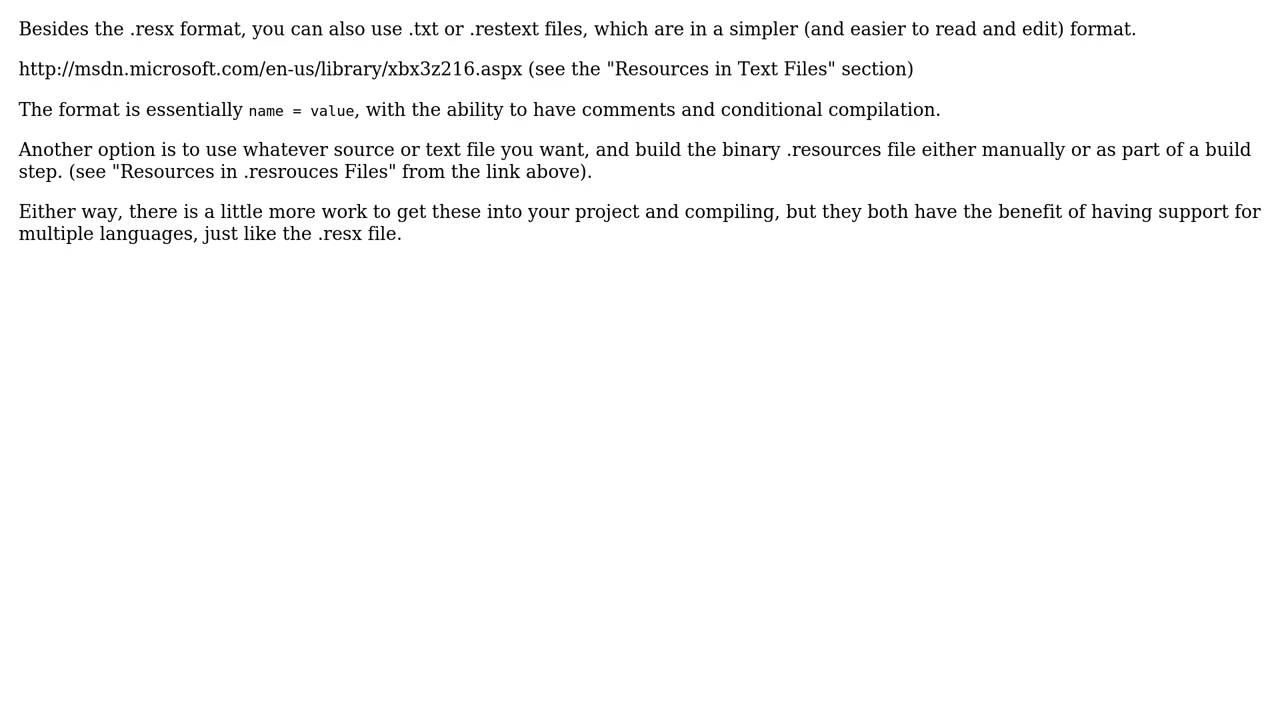 Besides the .resx format, you can also use .txt or .restext files, which are in a simpler (and easier to read and edit) format.
http://msdn.microsoft.com/en-us/library/xbx3z216.aspx (see the "Resources in Text Files" section)
The format is essentially name = value, with the ability to have comments and conditional compilation.
Another option is to use whatever source or text file you want, and build the binary .resources file either manually or as part of a build
step. (see "Resources in .resrouces Files" from the link above).
Either way, there is a little more work to get these into your project and compiling, but they both have the benefit of having support for
multiple languages, just like the .resx file.